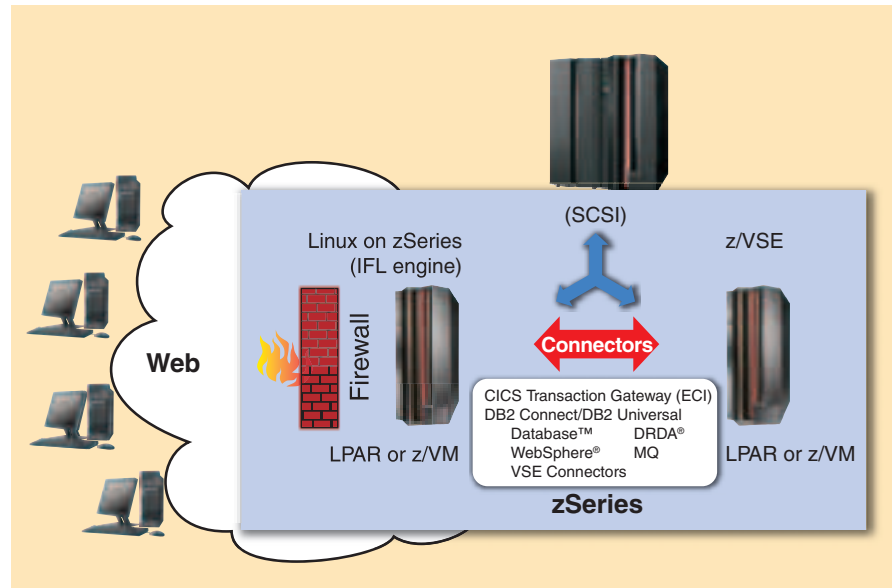 (SCSI)
Linux on zSeries
(IFL engine)
z/VSE
Web
Firewall
Connectors
CICS Transaction Gateway (ECI)
DB2 Connect/DB2 Universal
Database™ DRDA®
WebSphere® MQ
VSE Connectors
LPAR or z/VM
LPAR or z/VM
zSeries